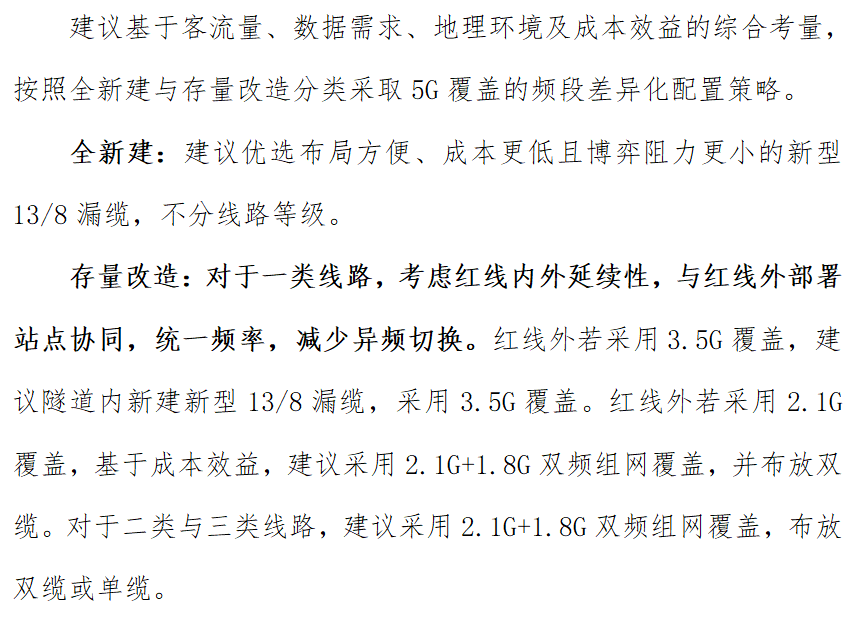 建议基于客流量、数据需求、地理环境及成本效益的综合考量，
按照全新建与存量改造分类采取 5G 覆盖的频段差异化配置策略。
全新建：建议优选布局方便、成本更低且博弈阻力更小的新型
13/8 漏缆，不分线路等级。
存量改造：对于一类线路，考虑红线内外延续性，与红线外部署
站点协同，统一频率，减少异频切换。红线外若采用 3.5G 覆盖，建
议隧道内新建新型 13/8 漏缆，采用 3.5G 覆盖。红线外若采用 2.1G
覆盖，基于成本效益，建议采用 2.1G+1.8G 双频组网覆盖，并布放双
缆。对于二类与三类线路，建议采用 2.1G+1.8G 双频组网覆盖，布放
双缆或单缆。